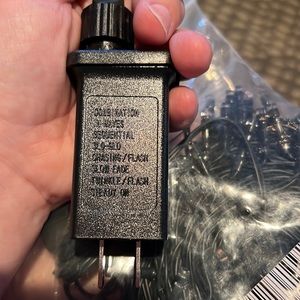 COMBINATION
IN WAVES
SEQUENTIAL
SLO-GLO
CHASING/FLASH
SLOW FADE
TWINKLE/FLASH
STEADY ON